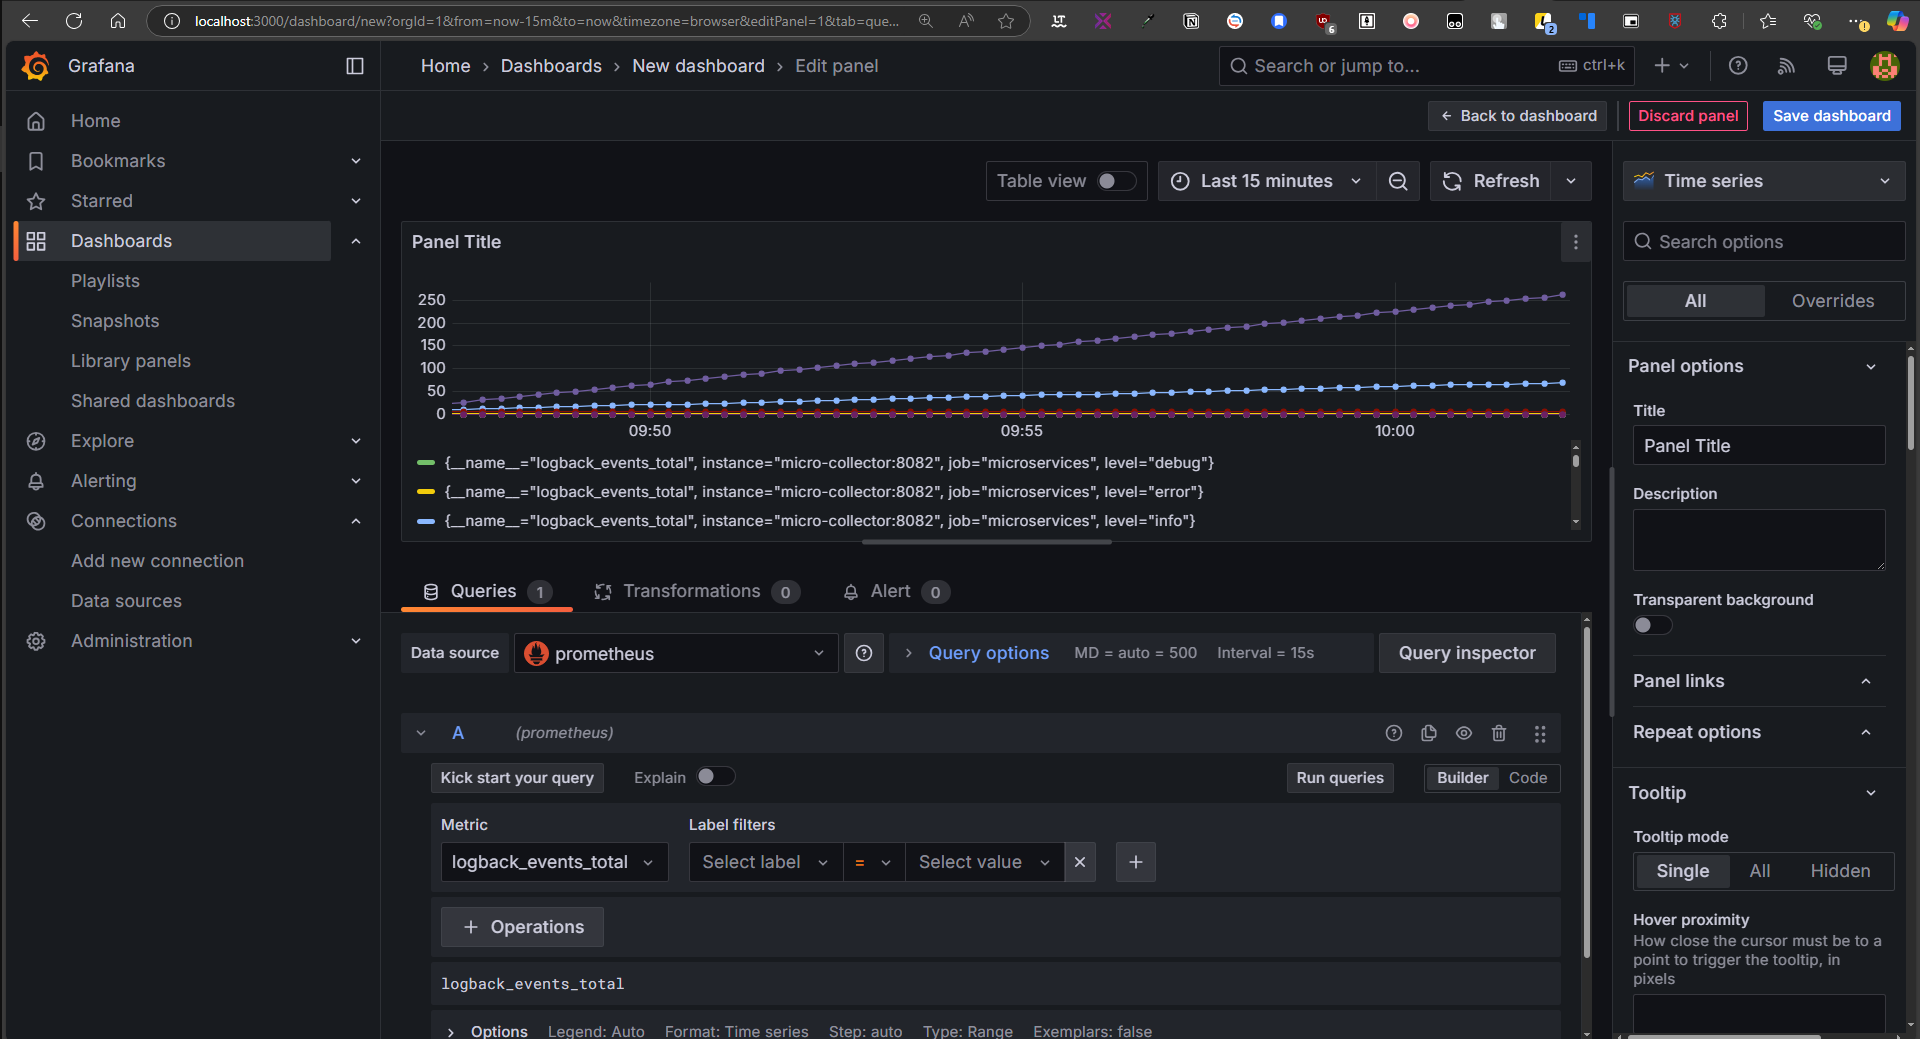 localhost:3000/dashboard/new?orgId=1&from=now-15m&to=now&timezone=browser&editPanel=1&tab=que...
6
2
Grafana
Home › Dashboards › New dashboard › Edit panel
Search or jump to...
ctrl+k
Back to dashboard
Discard panel
Save dashboard
Home
Bookmarks
Starred
Dashboards
Playlists
Snapshots
Library panels
Shared dashboards
Explore
Alerting
Connections
Add new connection
Data sources
Administration
Table view
Last 15 minutes
Refresh
Panel Title
250
200
150
100
50
0
09:50
09:55
10:00
{__name__="logback_events_total", instance="micro-collector:8082", job="microservices", level="debug"}
{__name__="logback_events_total", instance="micro-collector:8082", job="microservices", level="error"}
{__name__="logback_events_total", instance="micro-collector:8082", job="microservices", level="info"}
Queries 1
Transformations 0
Alert 0
Data source
prometheus
Query options
MD = auto = 500
Interval = 15s
Query inspector
A
(prometheus)
Kick start your query
Explain
Run queries
Builder
Code
Metric
Label filters
logback_events_total
Select label
=
Select value
+ Operations
logback_events_total
Options
Legend: Auto
Format: Time series
Step: auto
Type: Range
Exemplars: false
Time series
Search options
All
Overrides
Panel options
Title
Panel Title
Description
Transparent background
Panel links
Repeat options
Tooltip
Tooltip mode
Single
All
Hidden
Hover proximity
How close the cursor must be to a
point to trigger the tooltip, in
pixels